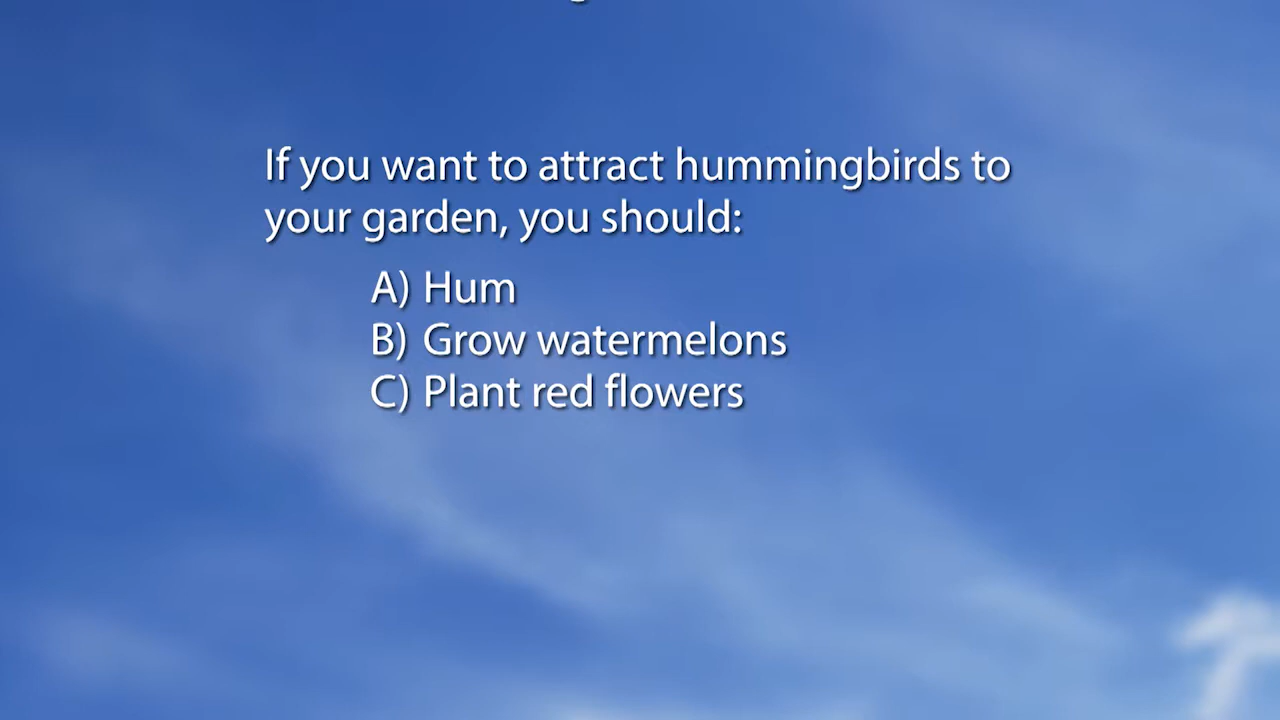 If you want to attract hummingbirds to
your garden, you should:
A) Hum
B) Grow watermelons
C) Plant red flowers